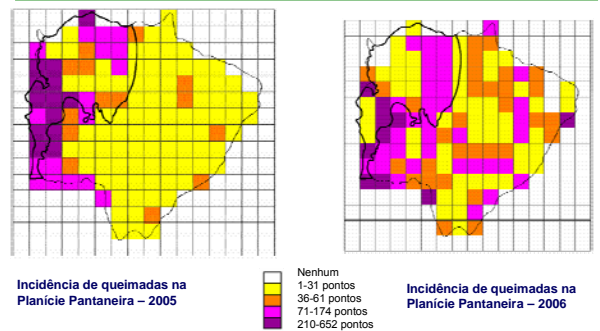 Incidência de queimadas na
Planície Pantaneira – 2005
Nenhum
1-31 pontos
36-61 pontos
71-174 pontos
210-652 pontos
Incidência de queimadas na
Planície Pantaneira – 2006